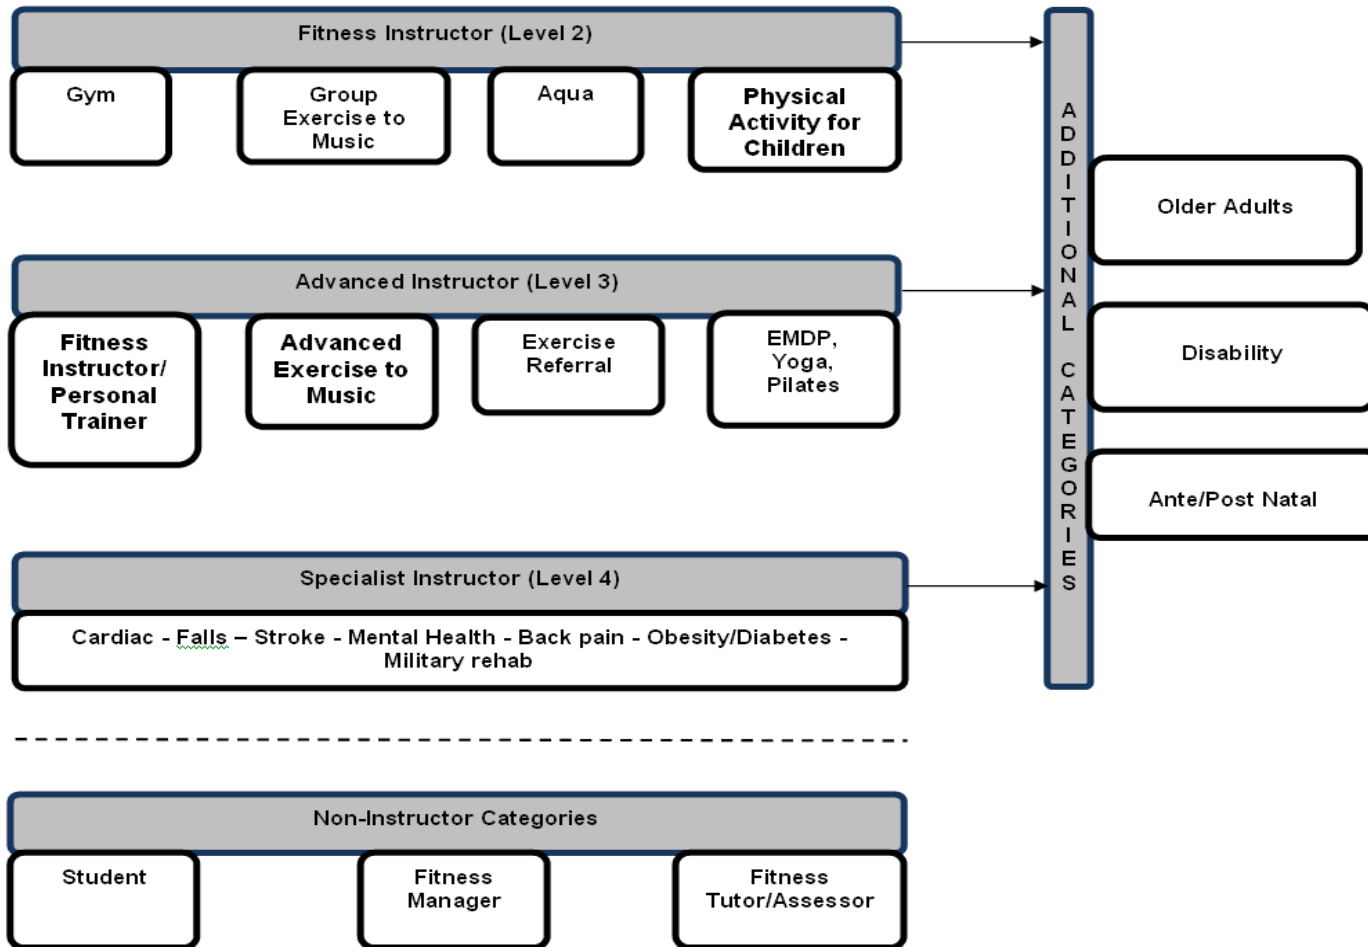 Fitness Instructor (Level 2)
Gym
Group
Exercise to
Music
Aqua
Physical
Activity for
Children
Advanced Instructor (Level 3)
Fitness
Instructor/
Personal
Trainer
Advanced
Exercise to
Music
Exercise
Referral
EMDP,
Yoga,
Pilates
Specialist Instructor (Level 4)
Cardiac - Falls – Stroke - Mental Health - Back pain - Obesity/Diabetes -
Military rehab
Non-Instructor Categories
Student
Fitness
Manager
Fitness
Tutor/Assessor
ADDITIONAL CATEGORIES
Older Adults
Disability
Ante/Post Natal